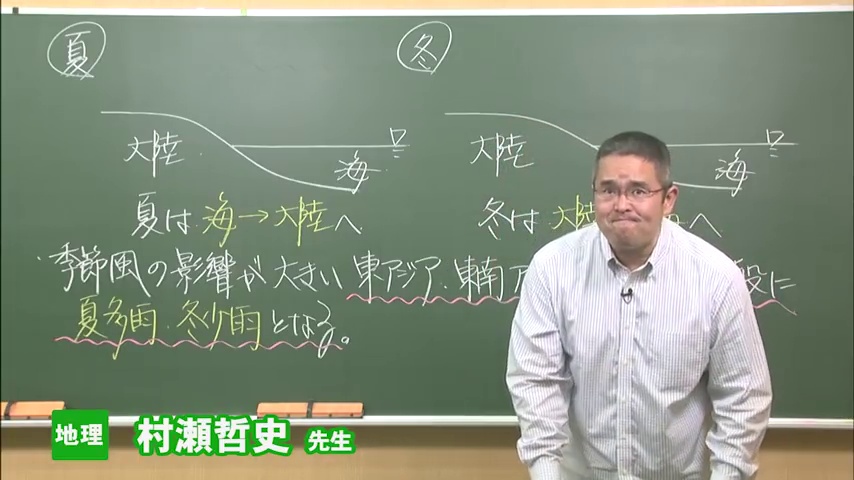 夏
冬
大陸
海
大陸
海
夏は 海→大陸へ
冬は 大陸 へ
季節風の影響が大きい 東アジア・東南ア 般に
夏多雨・冬少雨となる。
地理 村瀬哲史 先生